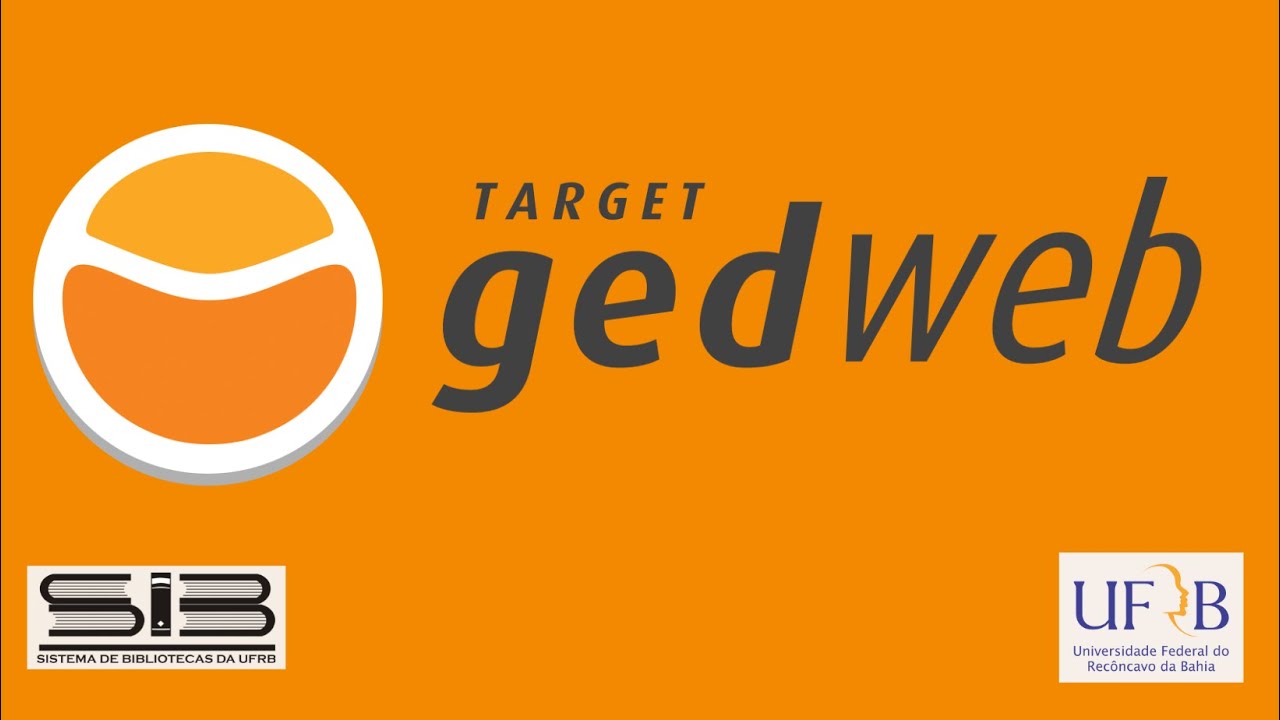 TARGET
gedweb
SiB
SISTEMA DE BIBLIOTECAS DA UFRB
UFRB
Universidade Federal do
Recôncavo da Bahia